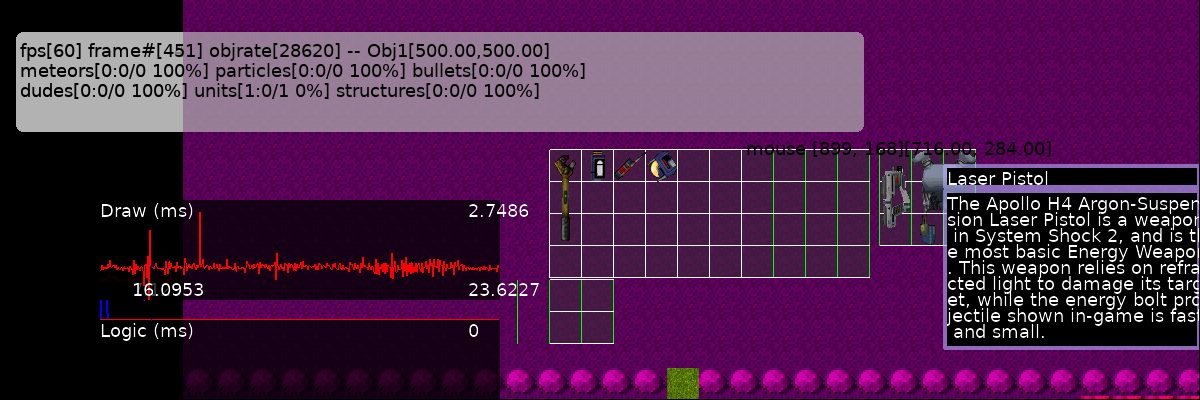 fps[60] frame#[451] objrate[28620] -- Obj1[500.00,500.00]
meteors[0:0/0 100%] particles[0:0/0 100%] bullets[0:0/0 100%]
dudes[0:0/0 100%] units[1:0/1 0%] structures[0:0/0 100%]
mouse [899, 168][716.00, 284.00]
Laser Pistol
The Apollo H4 Argon-Suspen
sion Laser Pistol is a weapon
in System Shock 2, and is th
e most basic Energy Weapon
. This weapon relies on refra
cted light to damage its targ
et, while the energy bolt pro
jectile shown in-game is fast
and small.
Draw (ms) 2.7486
16.0953 23.6227
Logic (ms) 0